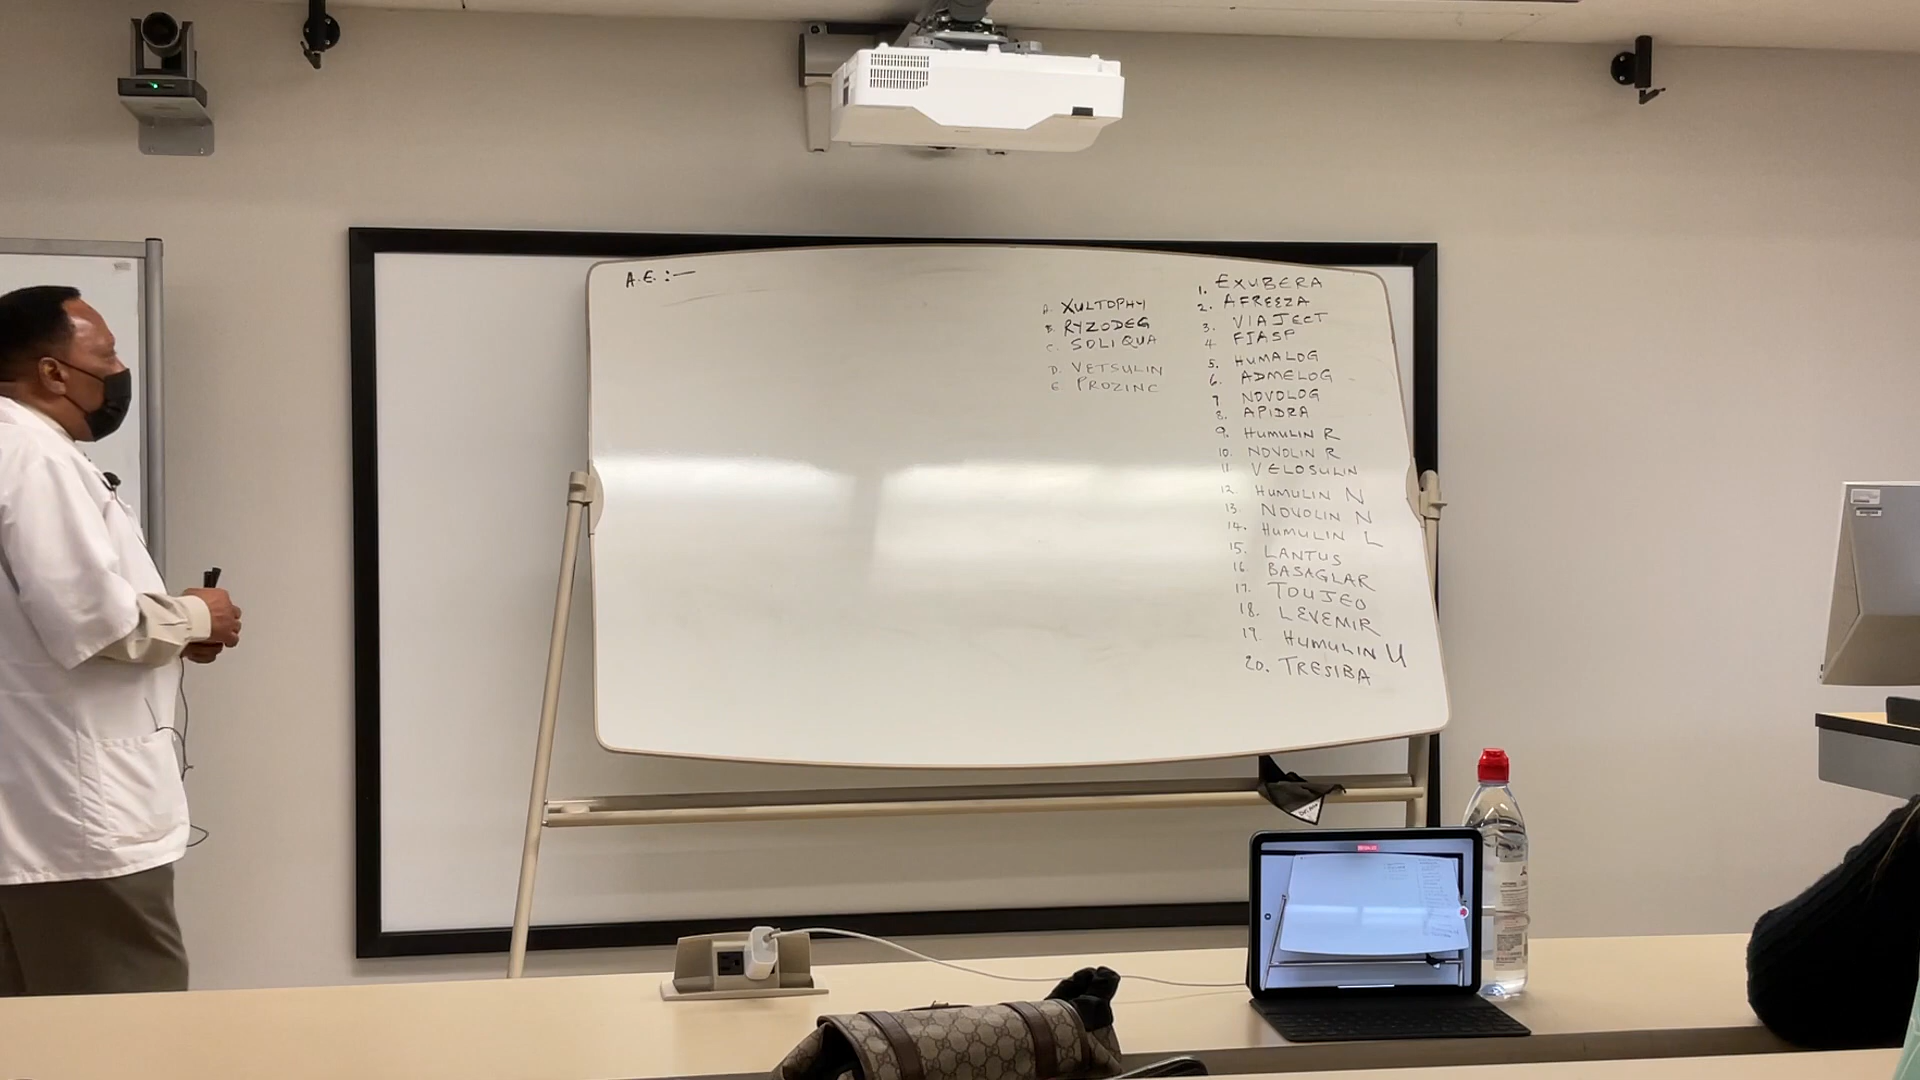 A.E. :—
A. XULTOPHY
B. RYZODEG
C. SOLIQUA
D. VETSULIN
E. PROZINC
1. EXUBERA
2. AFREEZA
3. VIAJECT
4 FIASP
5. HUMALOG
6. ADMELOG
7 NOVOLOG
8. APIDRA
9. HUMULIN R
10. NOVOLIN R
11 VELOSULIN
12. HUMULIN N
13. NOVOLIN N
14. HUMULIN L
15. LANTUS
16. BASAGLAR
17. TOUJEO
18. LEVEMIR
19. HUMULIN U
20. TRESIBA